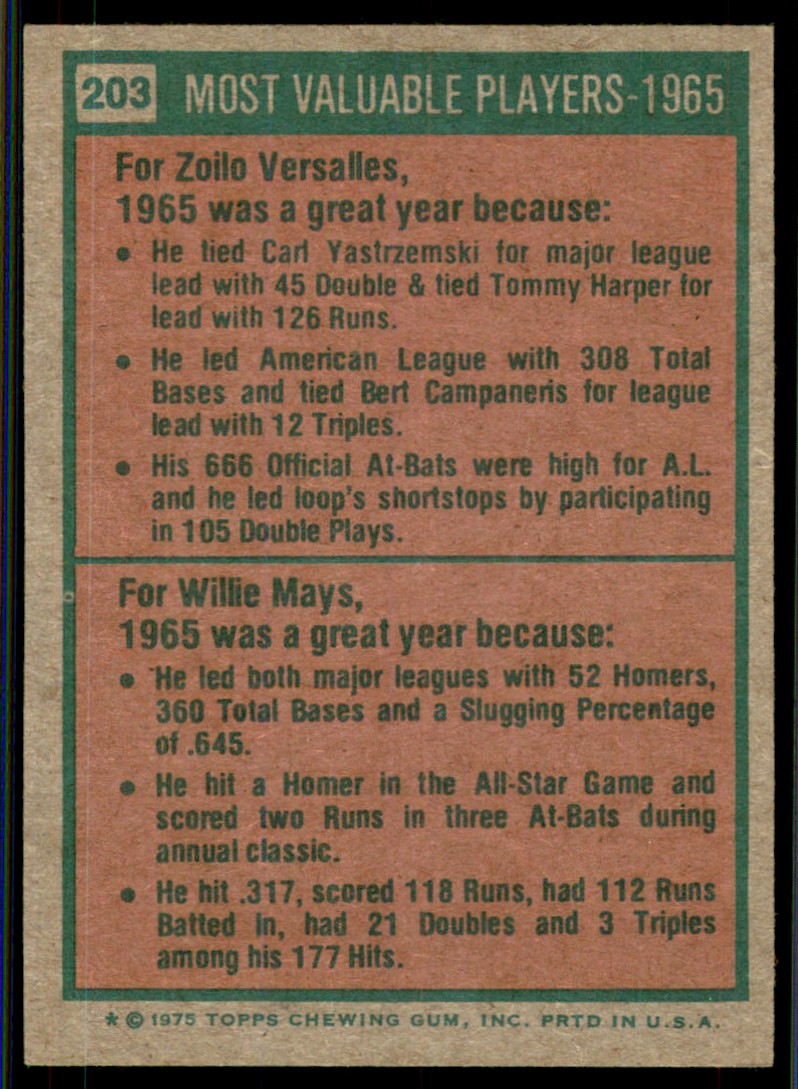 203 MOST VALUABLE PLAYERS-1965
For Zoilo Versalles,
1965 was a great year because:
• He tied Carl Yastrzemski for major league
lead with 45 Double & tied Tommy Harper for
lead with 126 Runs.
• He led American League with 308 Total
Bases and tied Bert Campaneris for league
lead with 12 Triples.
• His 666 Official At-Bats were high for A.L.
and he led loop's shortstops by participating
in 105 Double Plays.
For Willie Mays,
1965 was a great year because:
• He led both major leagues with 52 Homers,
360 Total Bases and a Slugging Percentage
of .645.
• He hit a Homer in the All-Star Game and
scored two Runs in three At-Bats during
annual classic.
• He hit .317, scored 118 Runs, had 112 Runs
Batted In, had 21 Doubles and 3 Triples
among his 177 Hits.
* © 1975 TOPPS CHEWING GUM, INC. PRTD IN U.S.A.